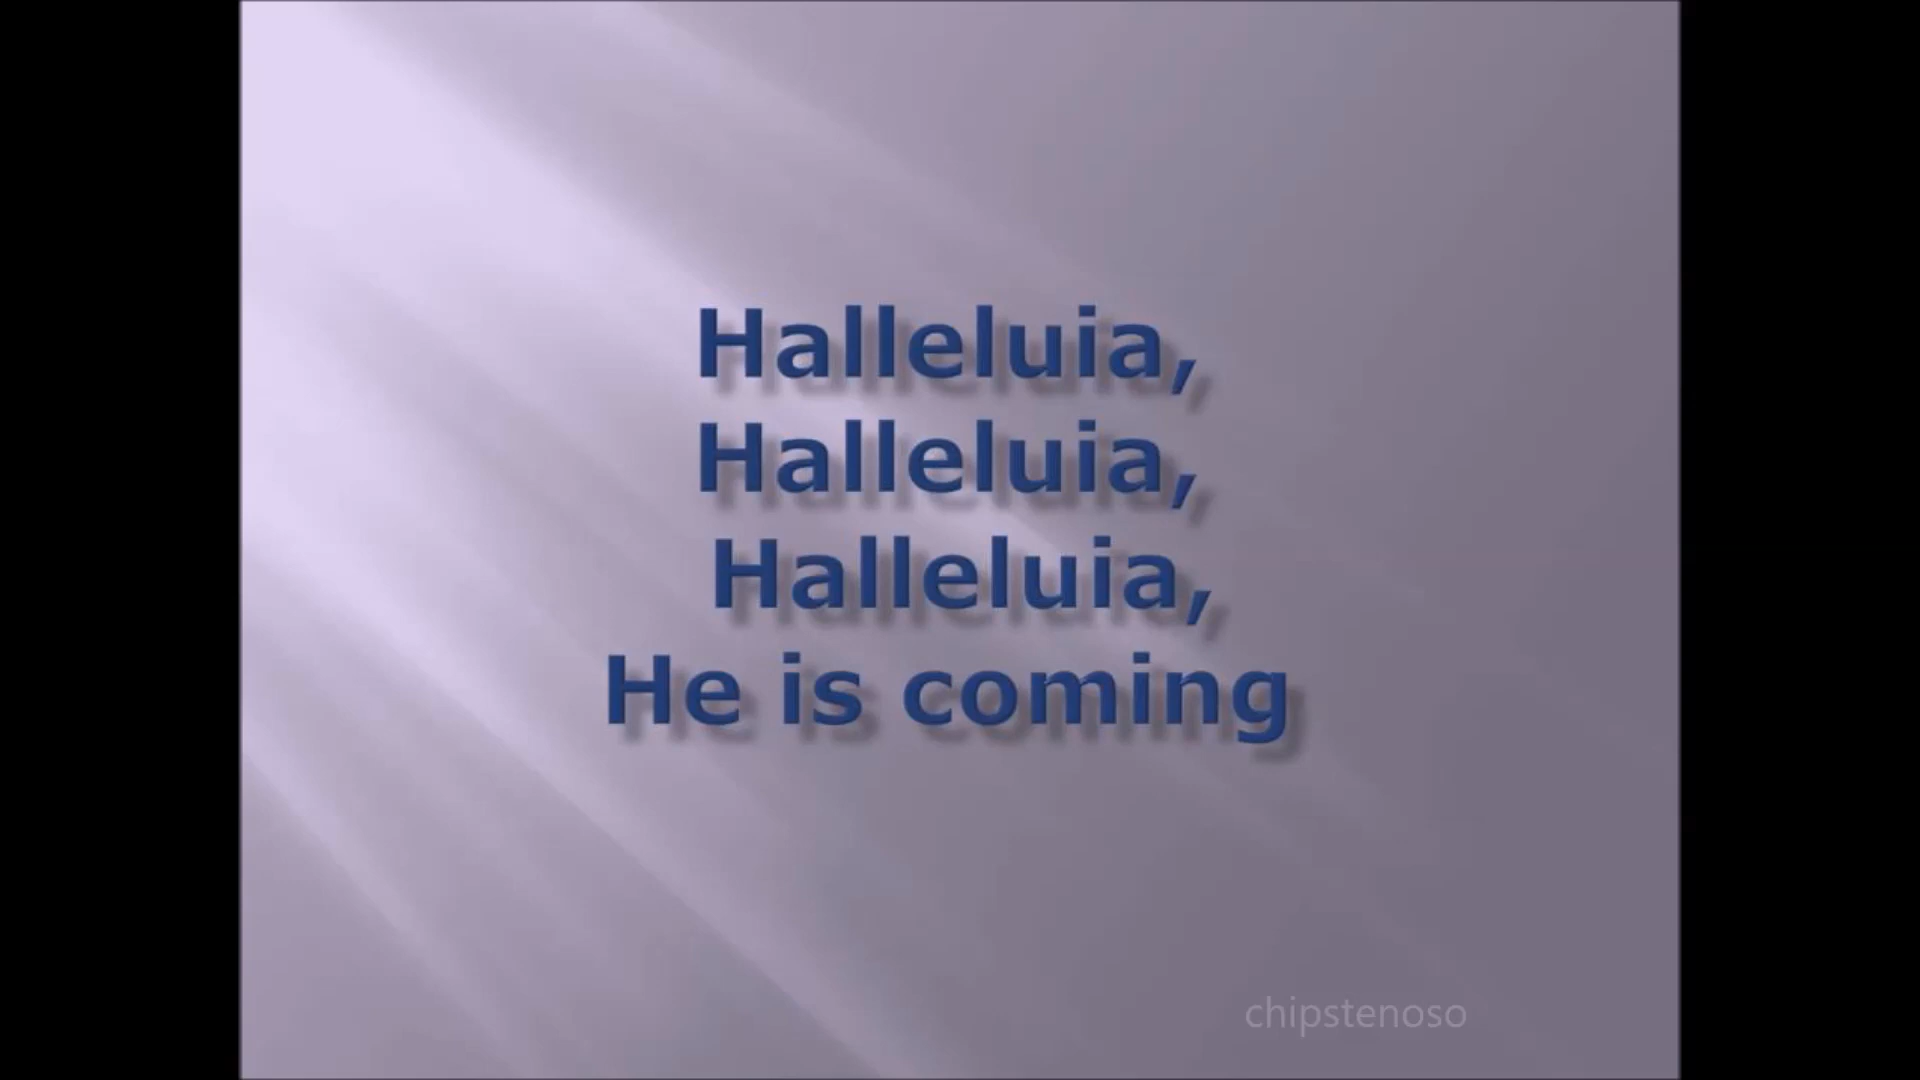 Halleluia,
Halleluia,
Halleluia,
He is coming
chipstenoso